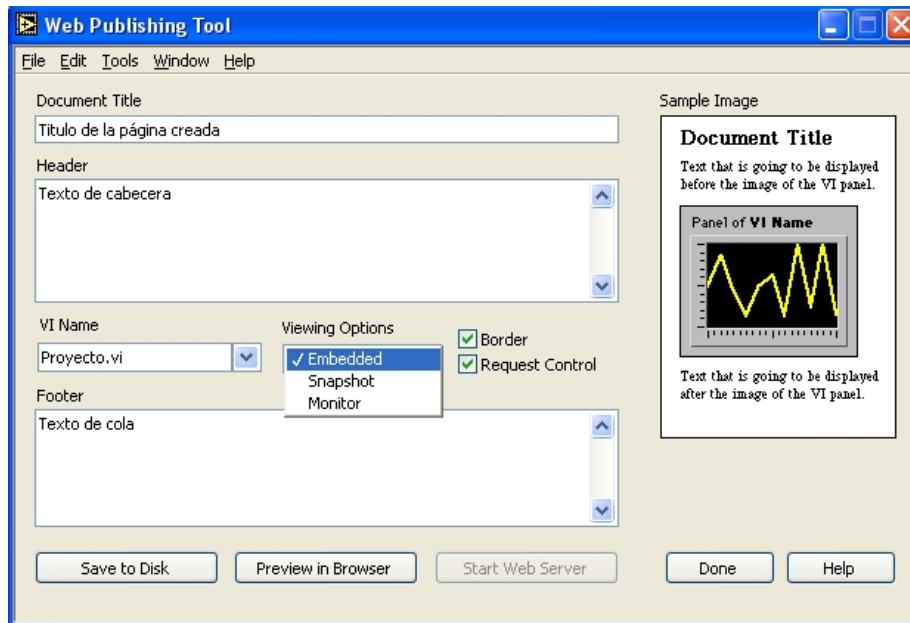 Web Publishing Tool
File Edit Tools Window Help
Document Title
Titulo de la página creada
Header
Texto de cabecera
VI Name
Proyecto.vi
Viewing Options
Embedded
Snapshot
Monitor
Border
Request Control
Footer
Texto de cola
Save to Disk
Preview in Browser
Start Web Server
Sample Image
Document Title
Text that is going to be displayed
before the image of the VI panel.
Panel of VI Name
Text that is going to be displayed
after the image of the VI panel.
Done
Help